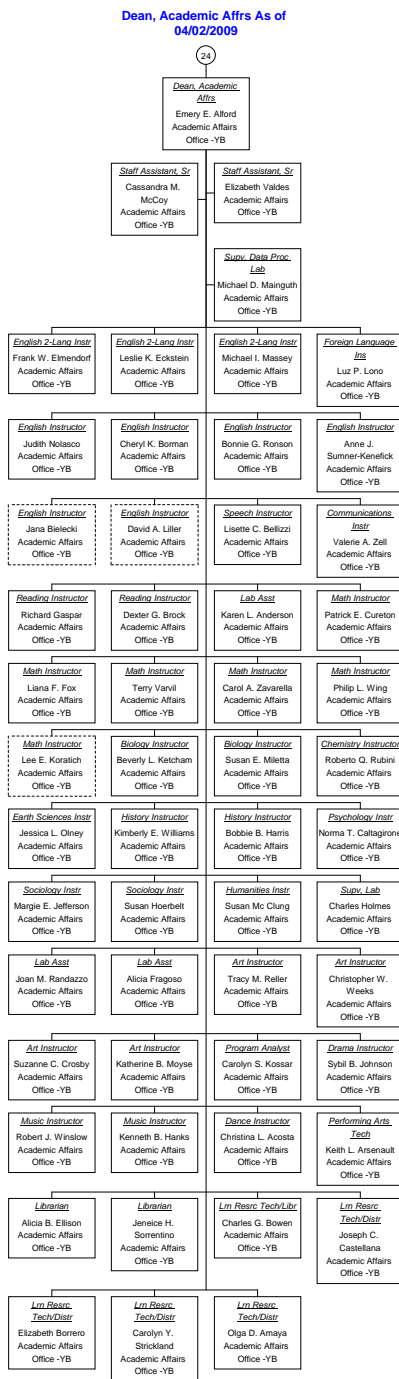 Dean, Academic Affrs As of
04/02/2009
24
Dean, Academic
Affrs
Emery E. Alford
Academic Affairs
Office -YB
Staff Assistant, Sr
Cassandra M.
McCoy
Academic Affairs
Office -YB
Staff Assistant, Sr
Elizabeth Valdes
Academic Affairs
Office -YB
Supv, Data Proc
Lab
Michael D. Mainguth
Academic Affairs
Office -YB
English 2-Lang Instr
Frank W. Elmendorf
Academic Affairs
Office -YB
English 2-Lang Instr
Leslie K. Eckstein
Academic Affairs
Office -YB
English 2-Lang Instr
Michael I. Massey
Academic Affairs
Office -YB
Foreign Language
Ins
Luz P. Lono
Academic Affairs
Office -YB
English Instructor
Judith Nolasco
Academic Affairs
Office -YB
English Instructor
Cheryl K. Borman
Academic Affairs
Office -YB
English Instructor
Bonnie G. Ronson
Academic Affairs
Office -YB
English Instructor
Anne J.
Sumner-Kenefick
Academic Affairs
Office -YB
English Instructor
Jana Bielecki
Academic Affairs
Office -YB
English Instructor
David A. Liller
Academic Affairs
Office -YB
Speech Instructor
Lisette C. Bellizzi
Academic Affairs
Office -YB
Communications
Instr
Valerie A. Zell
Academic Affairs
Office -YB
Reading Instructor
Richard Gaspar
Academic Affairs
Office -YB
Reading Instructor
Dexter G. Brock
Academic Affairs
Office -YB
Lab Asst
Karen L. Anderson
Academic Affairs
Office -YB
Math Instructor
Patrick E. Cureton
Academic Affairs
Office -YB
Math Instructor
Liana F. Fox
Academic Affairs
Office -YB
Math Instructor
Terry Varvil
Academic Affairs
Office -YB
Math Instructor
Carol A. Zavarella
Academic Affairs
Office -YB
Math Instructor
Philip L. Wing
Academic Affairs
Office -YB
Math Instructor
Lee E. Koratich
Academic Affairs
Office -YB
Biology Instructor
Beverly L. Ketcham
Academic Affairs
Office -YB
Biology Instructor
Susan E. Miletta
Academic Affairs
Office -YB
Chemistry Instructor
Roberto Q. Rubini
Academic Affairs
Office -YB
Earth Sciences Instr
Jessica L. Olney
Academic Affairs
Office -YB
History Instructor
Kimberly E. Williams
Academic Affairs
Office -YB
History Instructor
Bobbie B. Harris
Academic Affairs
Office -YB
Psychology Instr
Norma T. Caltagirone
Academic Affairs
Office -YB
Sociology Instr
Margie E. Jefferson
Academic Affairs
Office -YB
Sociology Instr
Susan Hoerbelt
Academic Affairs
Office -YB
Humanities Instr
Susan Mc Clung
Academic Affairs
Office -YB
Supv, Lab
Charles Holmes
Academic Affairs
Office -YB
Lab Asst
Joan M. Randazzo
Academic Affairs
Office -YB
Lab Asst
Alicia Fragoso
Academic Affairs
Office -YB
Art Instructor
Tracy M. Reller
Academic Affairs
Office -YB
Art Instructor
Christopher W.
Weeks
Academic Affairs
Office -YB
Art Instructor
Suzanne C. Crosby
Academic Affairs
Office -YB
Art Instructor
Katherine B. Moyse
Academic Affairs
Office -YB
Program Analyst
Carolyn S. Kossar
Academic Affairs
Office -YB
Drama Instructor
Sybil B. Johnson
Academic Affairs
Office -YB
Music Instructor
Robert J. Winslow
Academic Affairs
Office -YB
Music Instructor
Kenneth B. Hanks
Academic Affairs
Office -YB
Dance Instructor
Christina L. Acosta
Academic Affairs
Office -YB
Performing Arts
Tech
Keith L. Arsenault
Academic Affairs
Office -YB
Librarian
Alicia B. Ellison
Academic Affairs
Office -YB
Librarian
Jeneice H.
Sorrentino
Academic Affairs
Office -YB
Lrn Resrc Tech/Libr
Charles G. Bowen
Academic Affairs
Office -YB
Lrn Resrc
Tech/Distr
Joseph C.
Castellana
Academic Affairs
Office -YB
Lrn Resrc
Tech/Distr
Elizabeth Borrero
Academic Affairs
Office -YB
Lrn Resrc
Tech/Distr
Carolyn Y.
Strickland
Academic Affairs
Office -YB
Lrn Resrc
Tech/Distr
Olga D. Amaya
Academic Affairs
Office -YB